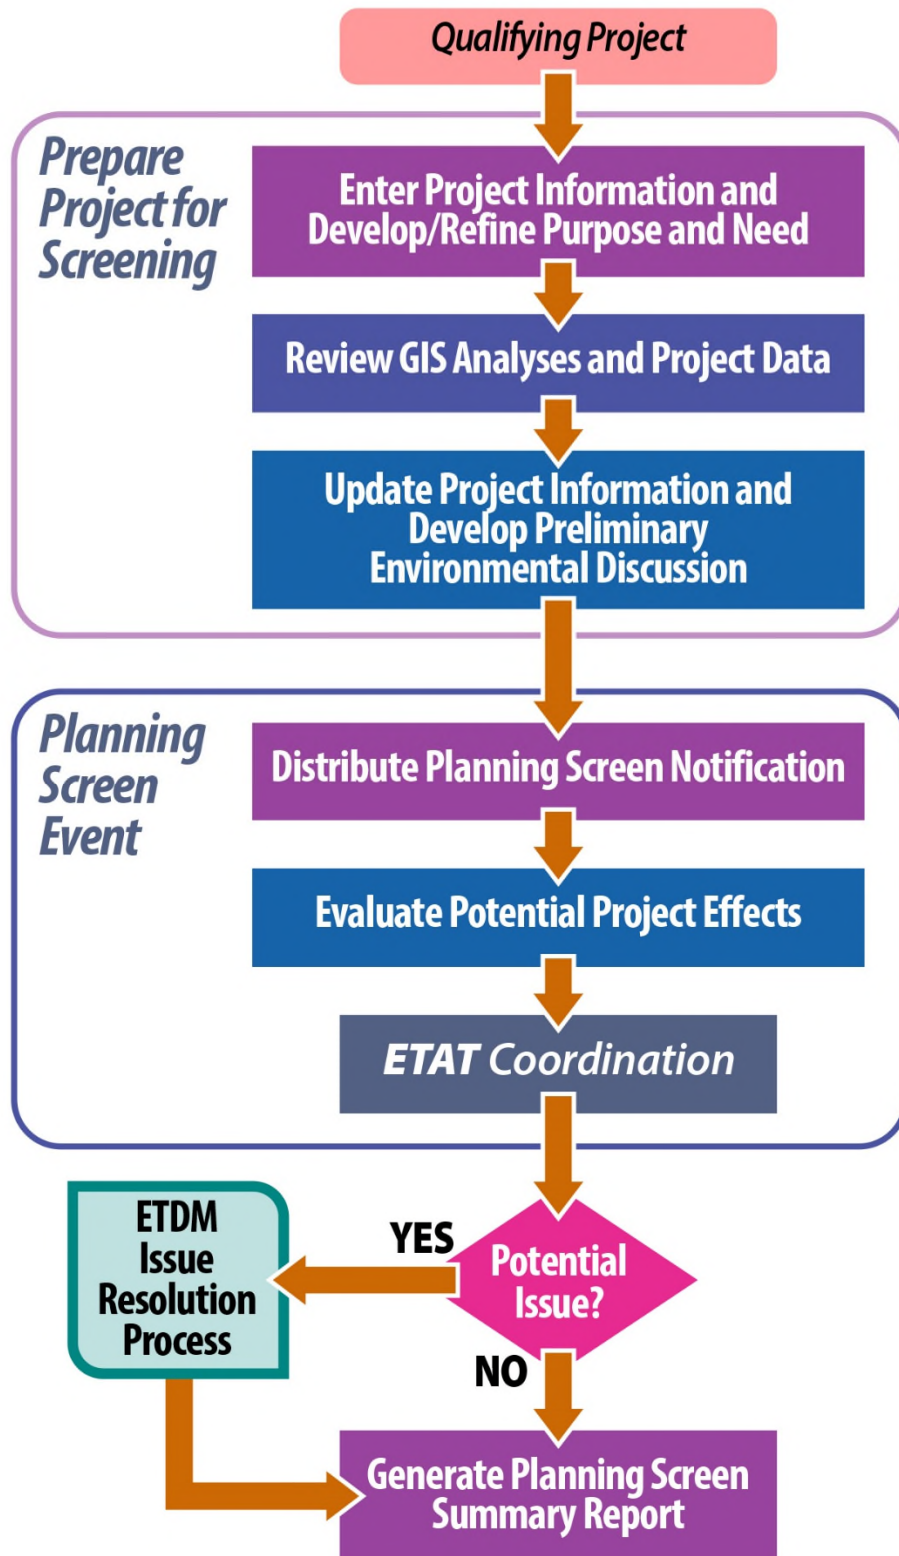 Qualifying Project
Prepare
Project for
Screening
Enter Project Information and
Develop/Refine Purpose and Need
Review GIS Analyses and Project Data
Update Project Information and
Develop Preliminary
Environmental Discussion
Planning
Screen
Event
Distribute Planning Screen Notification
Evaluate Potential Project Effects
ETAT Coordination
Potential
Issue?
YES
ETDM
Issue
Resolution
Process
NO
Generate Planning Screen
Summary Report